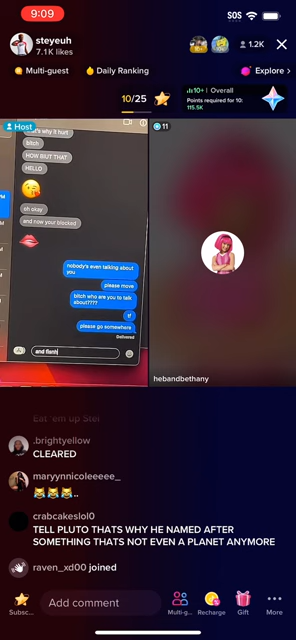 9:09
SOS
steyeuh
7.1K likes
1.2K
Multi-guest
Daily Ranking
Explore >
10/25
10+ | Overall
Points required for 10:
115.5K
Host
11
that's why it hurt
bitch
HOW BIUT THAT
HELLO
oh okay
and now your blocked
nobody's even talking about
you
please move
bitch who are you to talk
about????
tf
please go somewhere
Delivered
and fianh
hebandbethany
Eat 'em up Stei
.brightyellow
CLEARED
maryynnicoleeeee_
😹😹😹..
crabcakeslol0
TELL PLUTO THATS WHY HE NAMED AFTER
SOMETHING THATS NOT EVEN A PLANET ANYMORE
raven_xd00 joined
Subsc...
Add comment
Multi-g...
Recharge
Gift
More